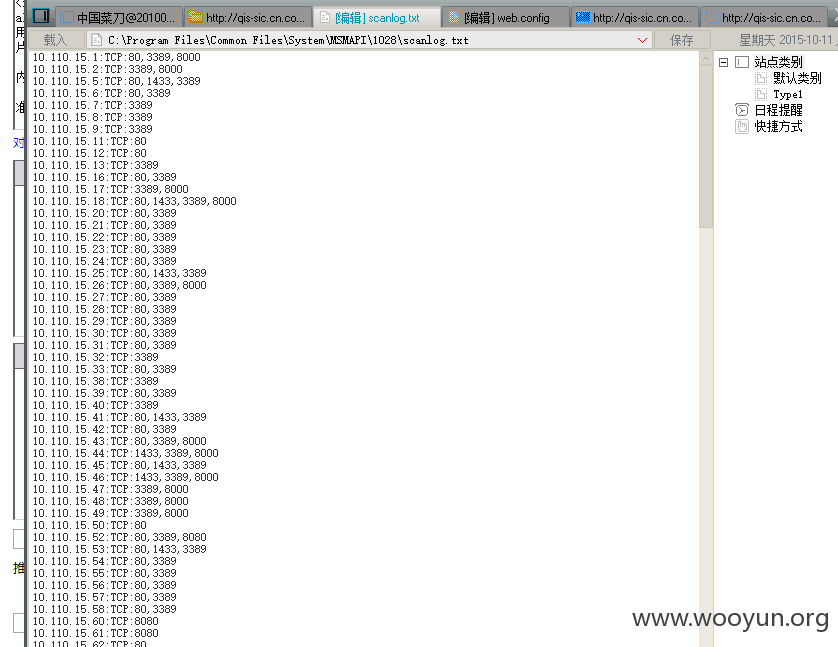 中国菜刀@20100...
http://qis-sic.cn.co...
[编辑] scanlog.txt
[编辑] web.config
http://qis-sic.cn.co...
http://qis-sic.cn.co...
载入
C:\Program Files\Common Files\System\MSMAPI\1028\scanlog.txt
保存
星期天 2015-10-11
10.110.15.1:TCP:80,3389,8000
10.110.15.2:TCP:80,3389,8000
10.110.15.5:TCP:80,1433,3389
10.110.15.6:TCP:80,3389
10.110.15.7:TCP:3389
10.110.15.8:TCP:3389
10.110.15.9:TCP:3389
10.110.15.11:TCP:80
10.110.15.12:TCP:80
10.110.15.13:TCP:3389
10.110.15.16:TCP:80,3389
10.110.15.17:TCP:3389,8000
10.110.15.18:TCP:80,1433,3389,8000
10.110.15.20:TCP:80,3389
10.110.15.21:TCP:80,3389
10.110.15.22:TCP:80,3389
10.110.15.23:TCP:80,3389
10.110.15.24:TCP:80,3389
10.110.15.25:TCP:80,1433,3389
10.110.15.26:TCP:80,3389,8000
10.110.15.27:TCP:80,3389
10.110.15.28:TCP:80,3389
10.110.15.29:TCP:80,3389
10.110.15.30:TCP:80,3389
10.110.15.31:TCP:80,3389
10.110.15.32:TCP:3389
10.110.15.33:TCP:80,3389
10.110.15.38:TCP:3389
10.110.15.39:TCP:80,3389
10.110.15.40:TCP:3389
10.110.15.41:TCP:80,1433,3389
10.110.15.42:TCP:80,3389
10.110.15.43:TCP:80,3389,8000
10.110.15.44:TCP:1433,3389,8000
10.110.15.45:TCP:80,1433,3389
10.110.15.46:TCP:1433,3389,8000
10.110.15.47:TCP:3389,8000
10.110.15.48:TCP:3389,8000
10.110.15.49:TCP:3389,8000
10.110.15.50:TCP:80
10.110.15.52:TCP:80,3389,8080
10.110.15.53:TCP:80,1433,3389
10.110.15.54:TCP:80,3389
10.110.15.55:TCP:80,3389
10.110.15.56:TCP:80,3389
10.110.15.57:TCP:80,3389
10.110.15.58:TCP:80,3389
10.110.15.60:TCP:8080
10.110.15.61:TCP:8080
10.110.15.62:TCP:80
站点类别
默认类别
Type1
日程提醒
快捷方式
www.wooyun.org